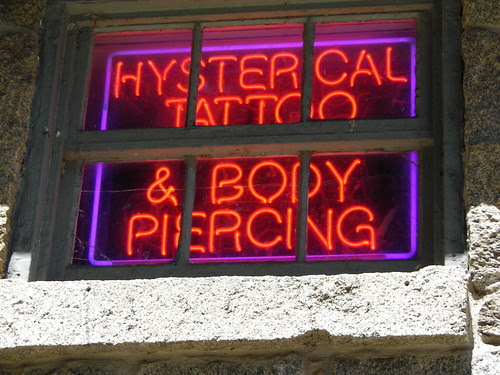 HYSTERICAL
TATTOO
& BODY
PIERCING